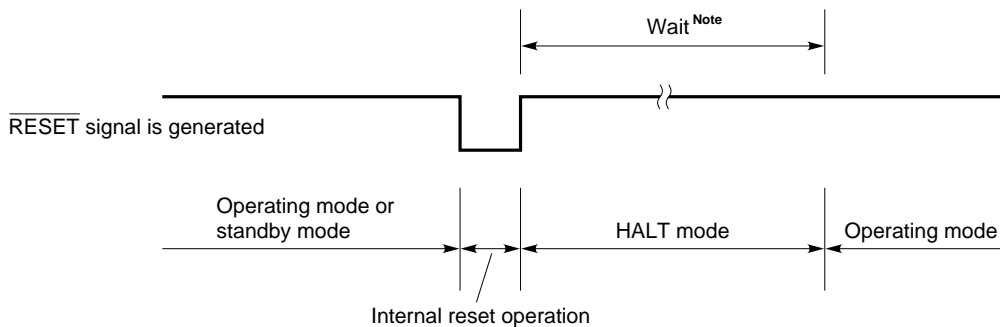 Wait Note
RESET signal is generated
Operating mode or
standby mode
HALT mode
Operating mode
Internal reset operation